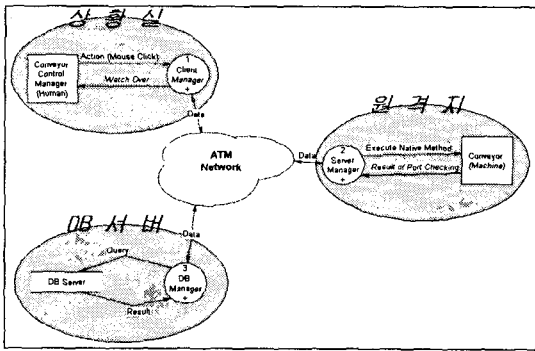 상 황 실
Conveyor
Control
Manager
(Human)
Action (Mouse Click)
Watch Over
1
Client
Manager
+
Data
ATM
Network
원 격 지
Data
2
Server
Manager
+
Execute Native Method
Result of Port Checking
Conveyor
(Machine)
DB 서 버
Data
Query
DB Server
Result
3
DB
Manager
+